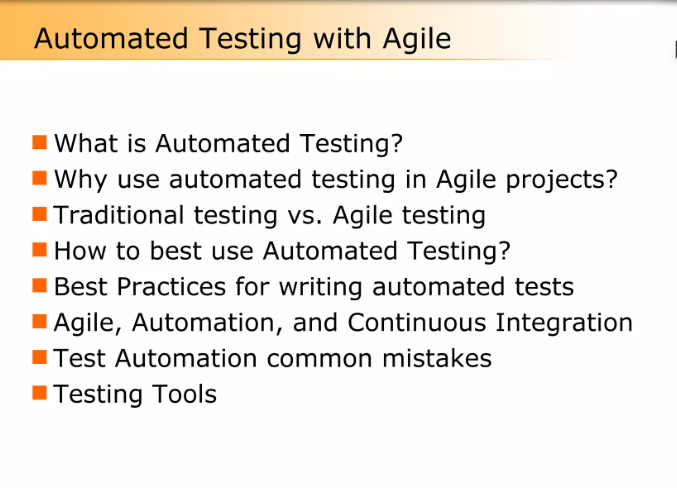 Automated Testing with Agile
What is Automated Testing?
Why use automated testing in Agile projects?
Traditional testing vs. Agile testing
How to best use Automated Testing?
Best Practices for writing automated tests
Agile, Automation, and Continuous Integration
Test Automation common mistakes
Testing Tools